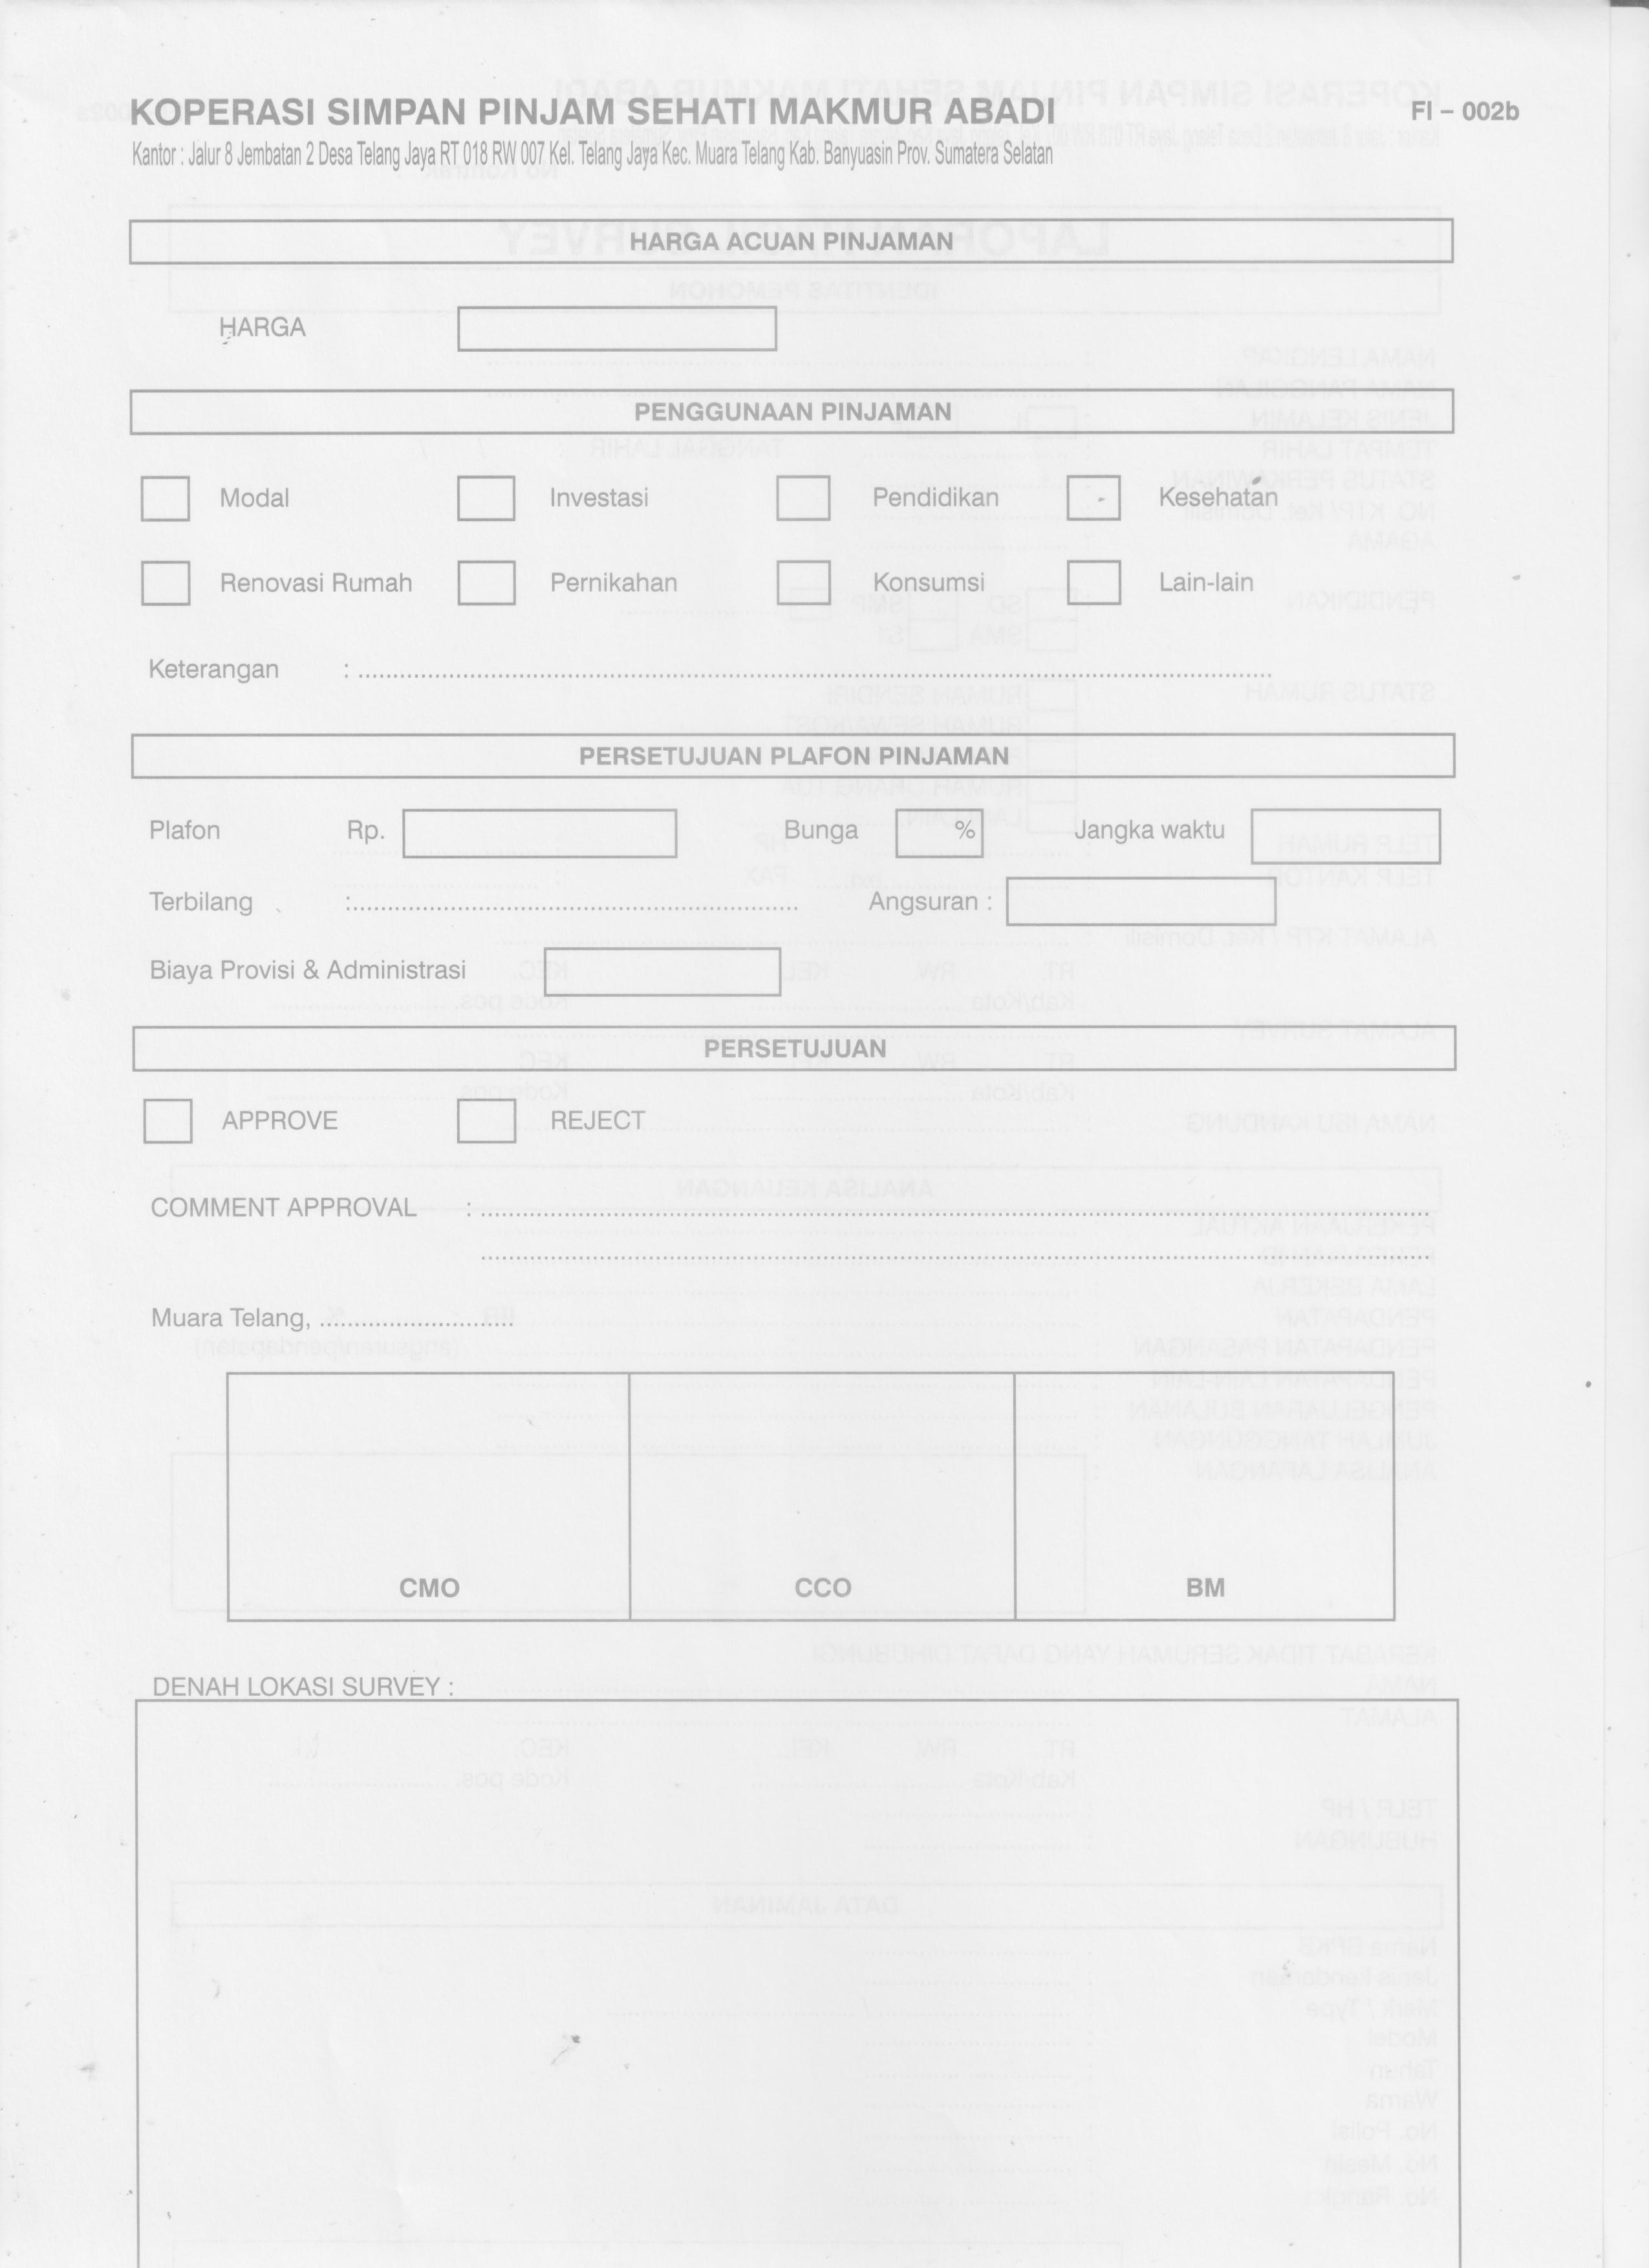 KOPERASI SIMPAN PINJAM SEHATI MAKMUR ABADI FI – 002b
Kantor : Jalur 8 Jembatan 2 Desa Telang Jaya RT 018 RW 007 Kel. Telang Jaya Kec. Muara Telang Kab. Banyuasin Prov. Sumatera Selatan
HARGA ACUAN PINJAMAN
HARGA
PENGGUNAAN PINJAMAN
Modal Investasi Pendidikan Kesehatan
Renovasi Rumah Pernikahan Konsumsi Lain-lain
Keterangan : ........................................
PERSETUJUAN PLAFON PINJAMAN
Plafon Rp. Bunga % Jangka waktu
Terbilang :........................................ Angsuran :
Biaya Provisi & Administrasi
PERSETUJUAN
APPROVE REJECT
COMMENT APPROVAL : ........................................
........................................
Muara Telang, .............................
CMO CCO BM
DENAH LOKASI SURVEY :